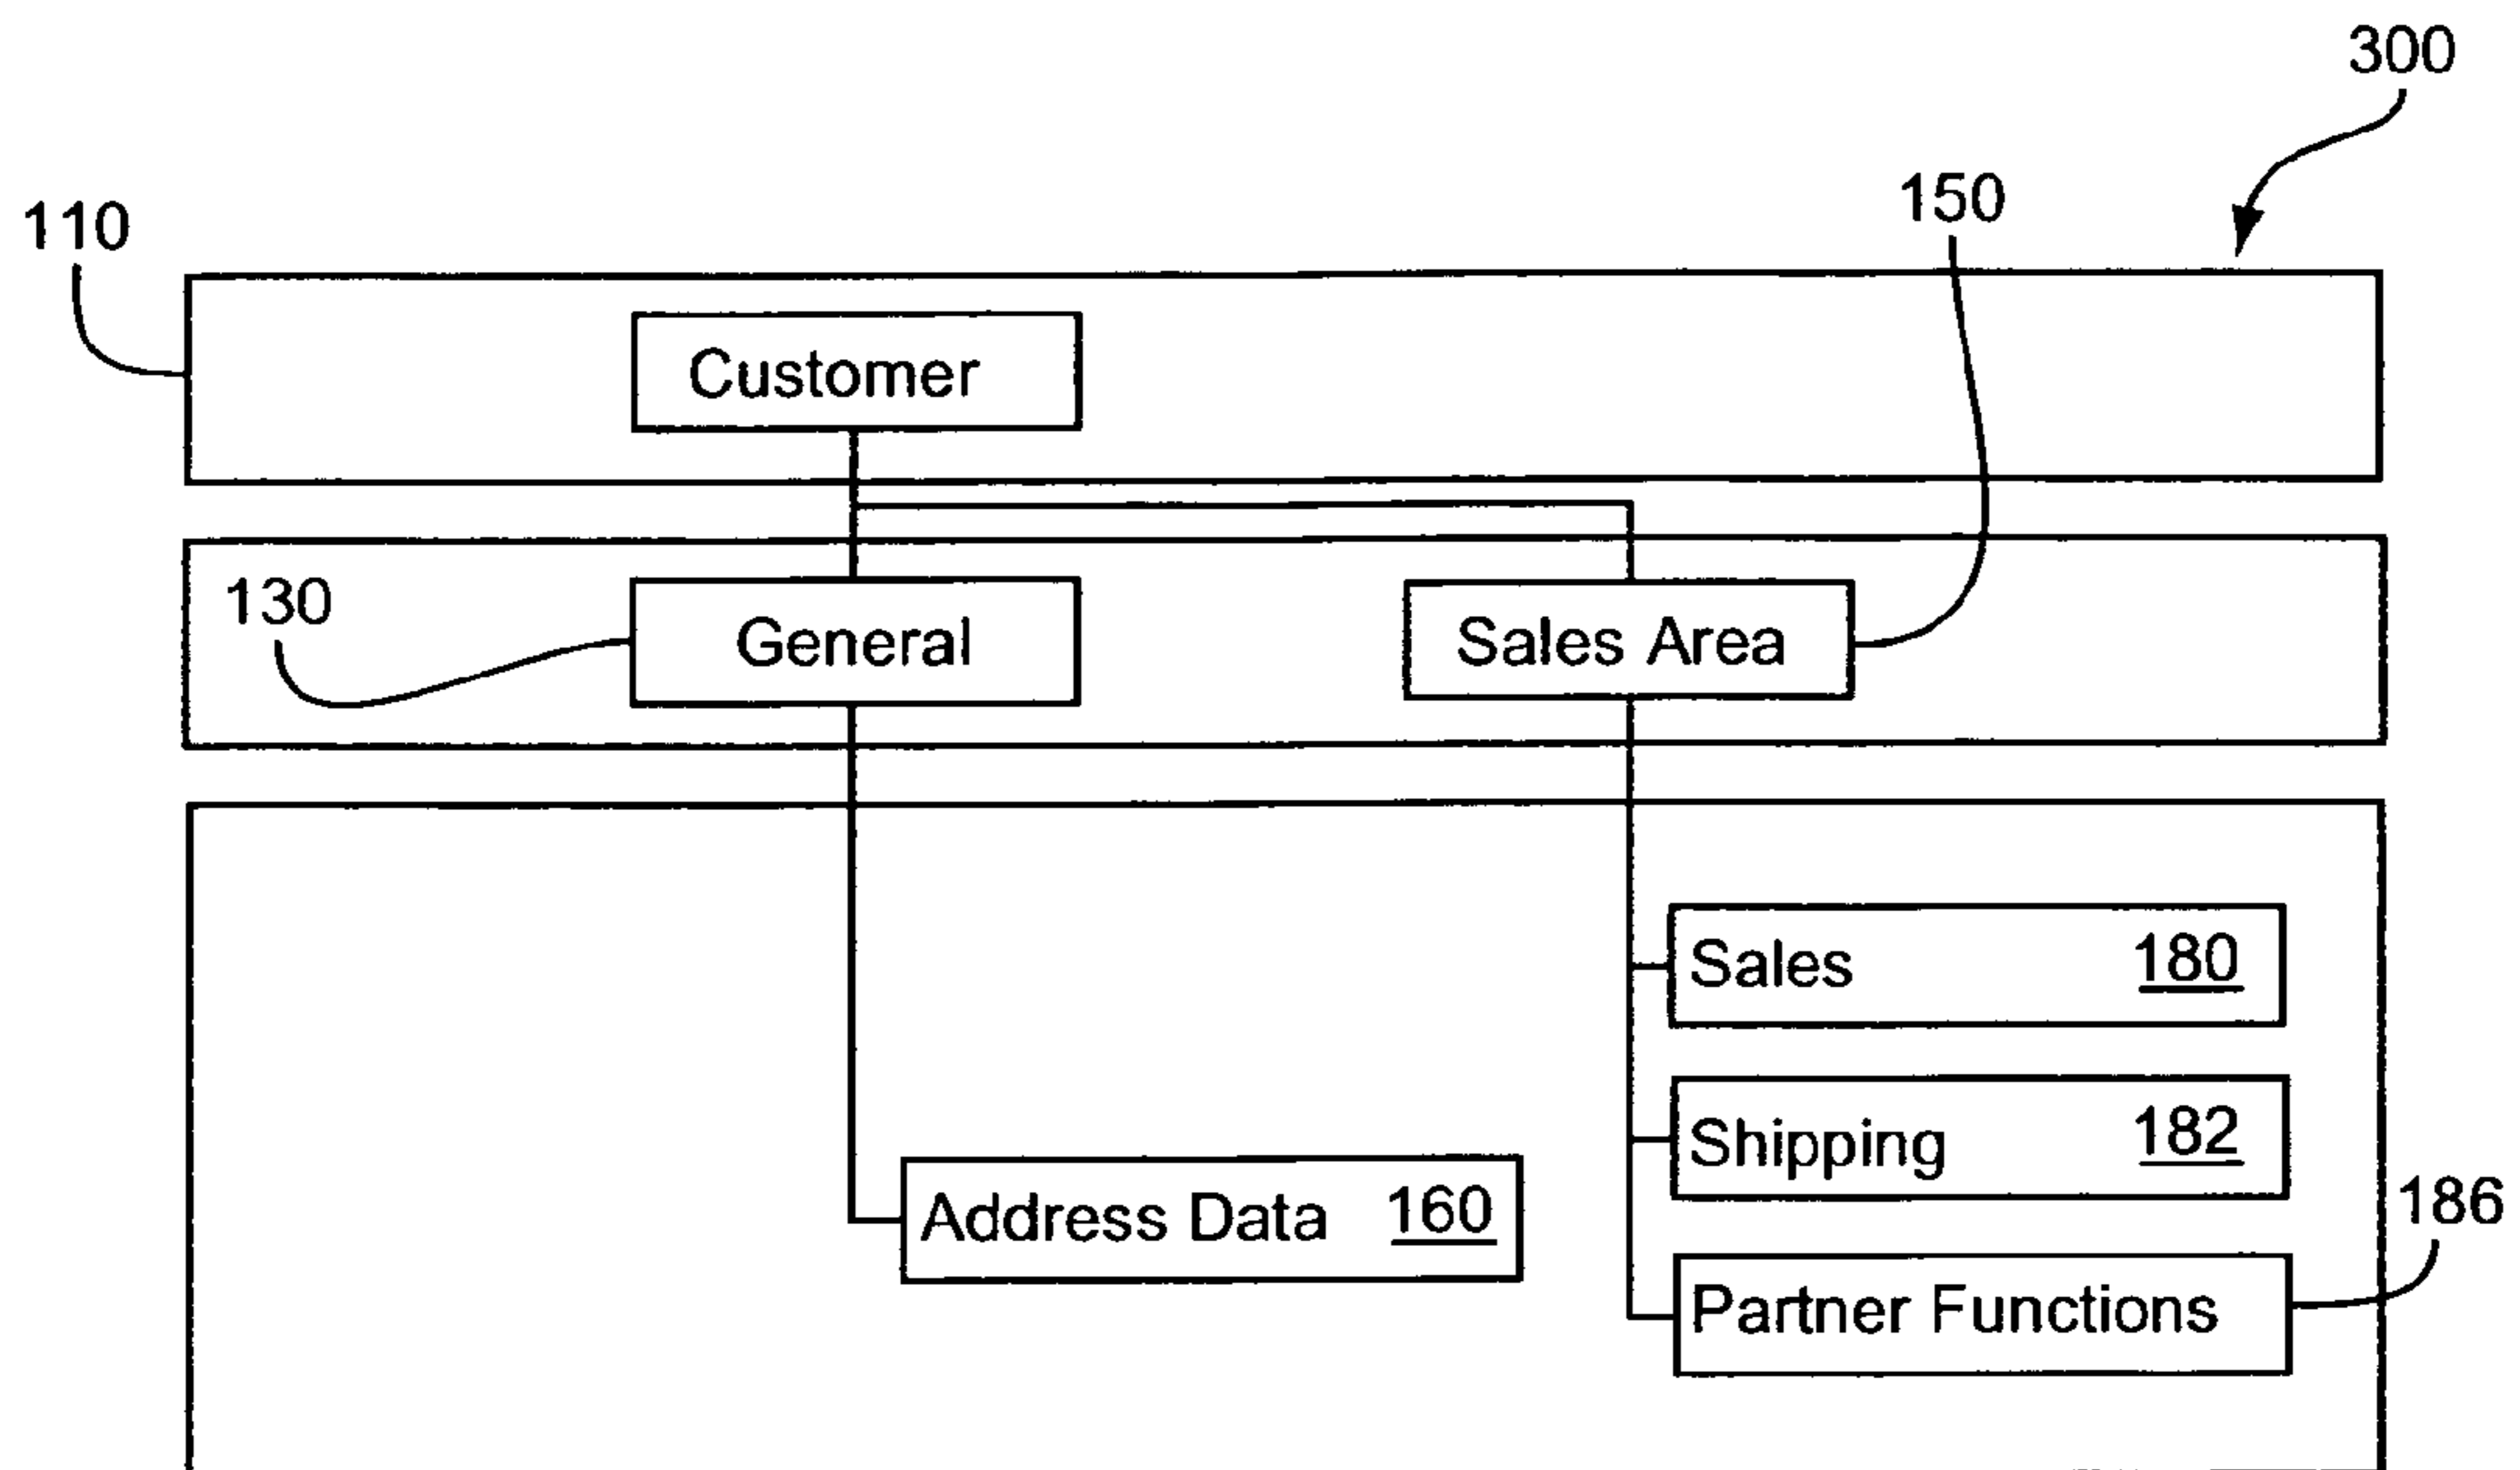 300
150
110
Customer
130
General
Sales Area
Sales 180
Shipping 182
186
Address Data 160
Partner Functions